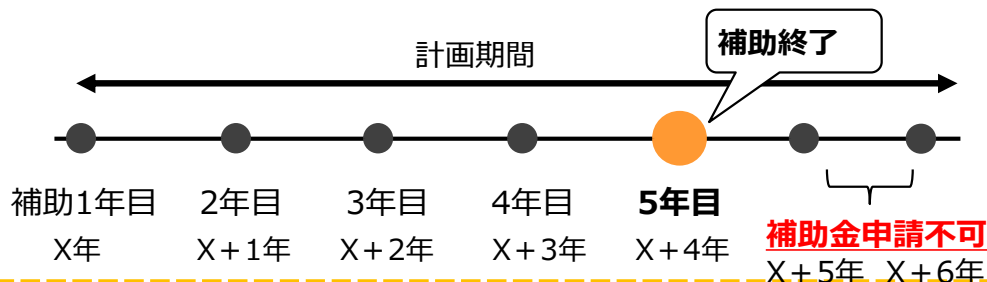 補助終了
計画期間
補助1年目 2年目 3年目 4年目 5年目
X年 X+1年 X+2年 X+3年 X+4年
補助金申請不可
X+5年 X+6年